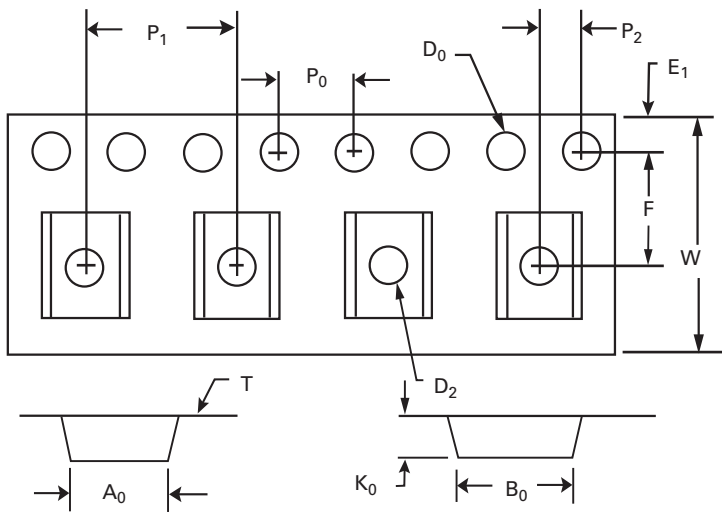 P₁
P₀
D₀
P₂
E₁
F
W
T
D₂
A₀
K₀
B₀